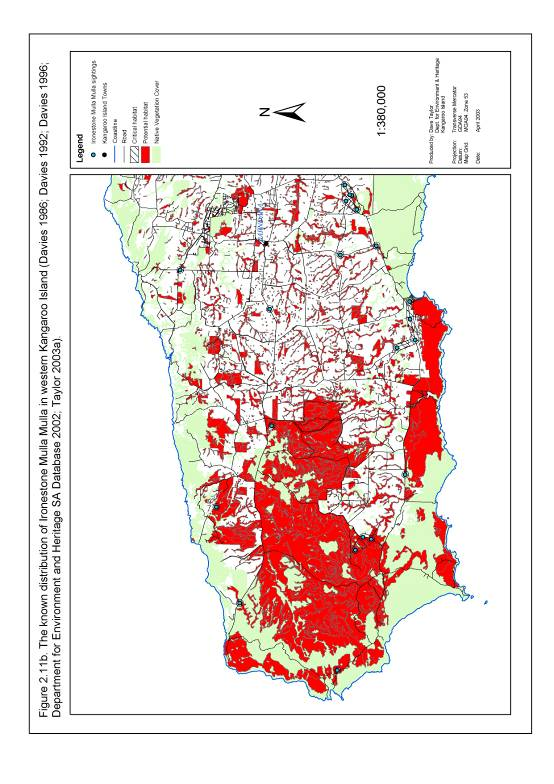 Figure 2.11b. The known distribution of Ironestone Mulla Mulla in western Kangaroo Island (Davies 1986; Davies 1992; Davies 1996;
Department for Environment and Heritage SA Database 2002; Taylor 2003a).
Legend
Ironestone Mulla Mulla sightings
Kangaroo Island Towns
Coastline
Road
Critical habitat
Potential habitat
Native Vegetation Cover
N
1:380,000
Produced by: Dave Taylor
Dept. for Environment & Heritage
Kangaroo Island
Projection: Transverse Mercator
Datum: GDA94
Map Grid: MGA94 Zone 53
Date: April 2003